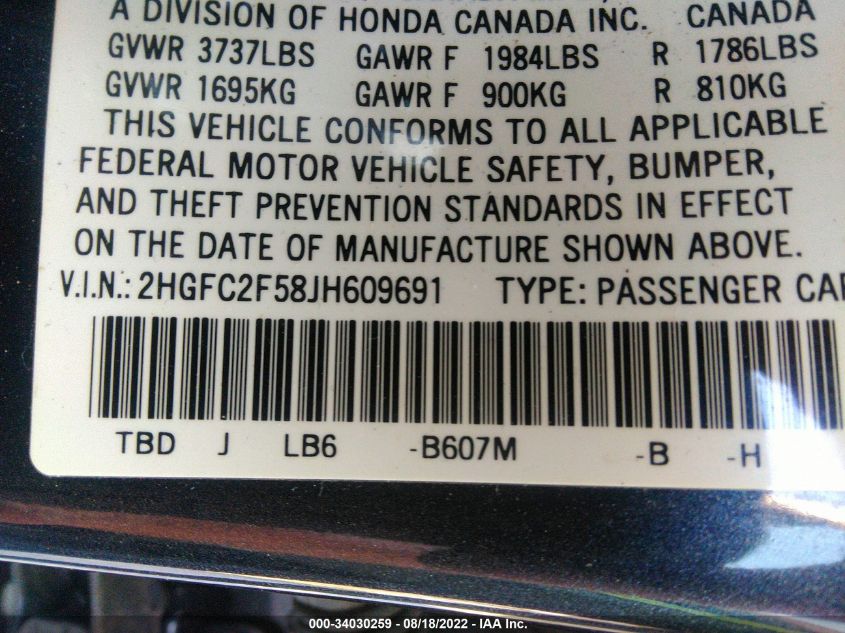 A DIVISION OF HONDA CANADA INC. CANADA
GVWR 3737LBS GAWR F 1984LBS R 1786LBS
GVWR 1695KG GAWR F 900KG R 810KG
THIS VEHICLE CONFORMS TO ALL APPLICABLE
FEDERAL MOTOR VEHICLE SAFETY, BUMPER,
AND THEFT PREVENTION STANDARDS IN EFFECT
ON THE DATE OF MANUFACTURE SHOWN ABOVE.
V.I.N.: 2HGFC2F58JH609691 TYPE: PASSENGER CAR
TBD J LB6 -B607M -B -H
000-34030259 - 08/18/2022 - IAA Inc.